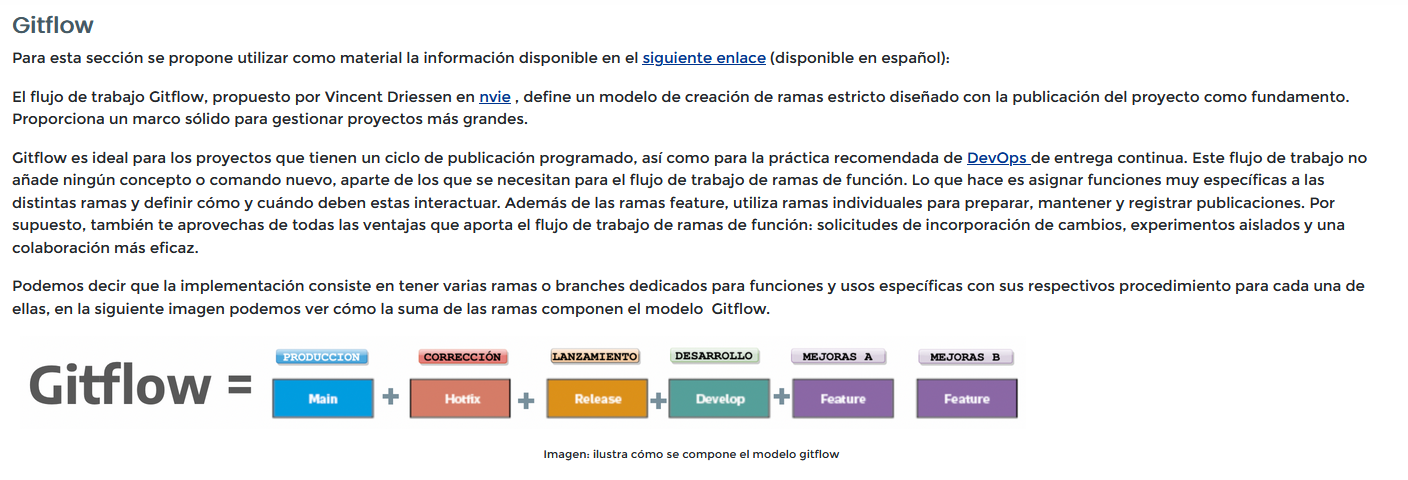 Gitflow
Para esta sección se propone utilizar como material la información disponible en el siguiente enlace (disponible en español):
El flujo de trabajo Gitflow, propuesto por Vincent Driessen en nvie , define un modelo de creación de ramas estricto diseñado con la publicación del proyecto como fundamento.
Proporciona un marco sólido para gestionar proyectos más grandes.
Gitflow es ideal para los proyectos que tienen un ciclo de publicación programado, así como para la práctica recomendada de DevOps de entrega continua. Este flujo de trabajo no
añade ningún concepto o comando nuevo, aparte de los que se necesitan para el flujo de trabajo de ramas de función. Lo que hace es asignar funciones muy específicas a las
distintas ramas y definir cómo y cuándo deben estas interactuar. Además de las ramas feature, utiliza ramas individuales para preparar, mantener y registrar publicaciones. Por
supuesto, también te aprovechas de todas las ventajas que aporta el flujo de trabajo de ramas de función: solicitudes de incorporación de cambios, experimentos aislados y una
colaboración más eficaz.
Podemos decir que la implementación consiste en tener varias ramas o branches dedicados para funciones y usos específicas con sus respectivos procedimiento para cada una de
ellas, en la siguiente imagen podemos ver cómo la suma de las ramas componen el modelo  Gitflow.
PRODUCCION CORRECCIÓN LANZAMIENTO DESARROLLO MEJORAS A MEJORAS B
Gitflow = Main + Hotfix + Release + Develop + Feature Feature
Imagen: ilustra cómo se compone el modelo gitflow